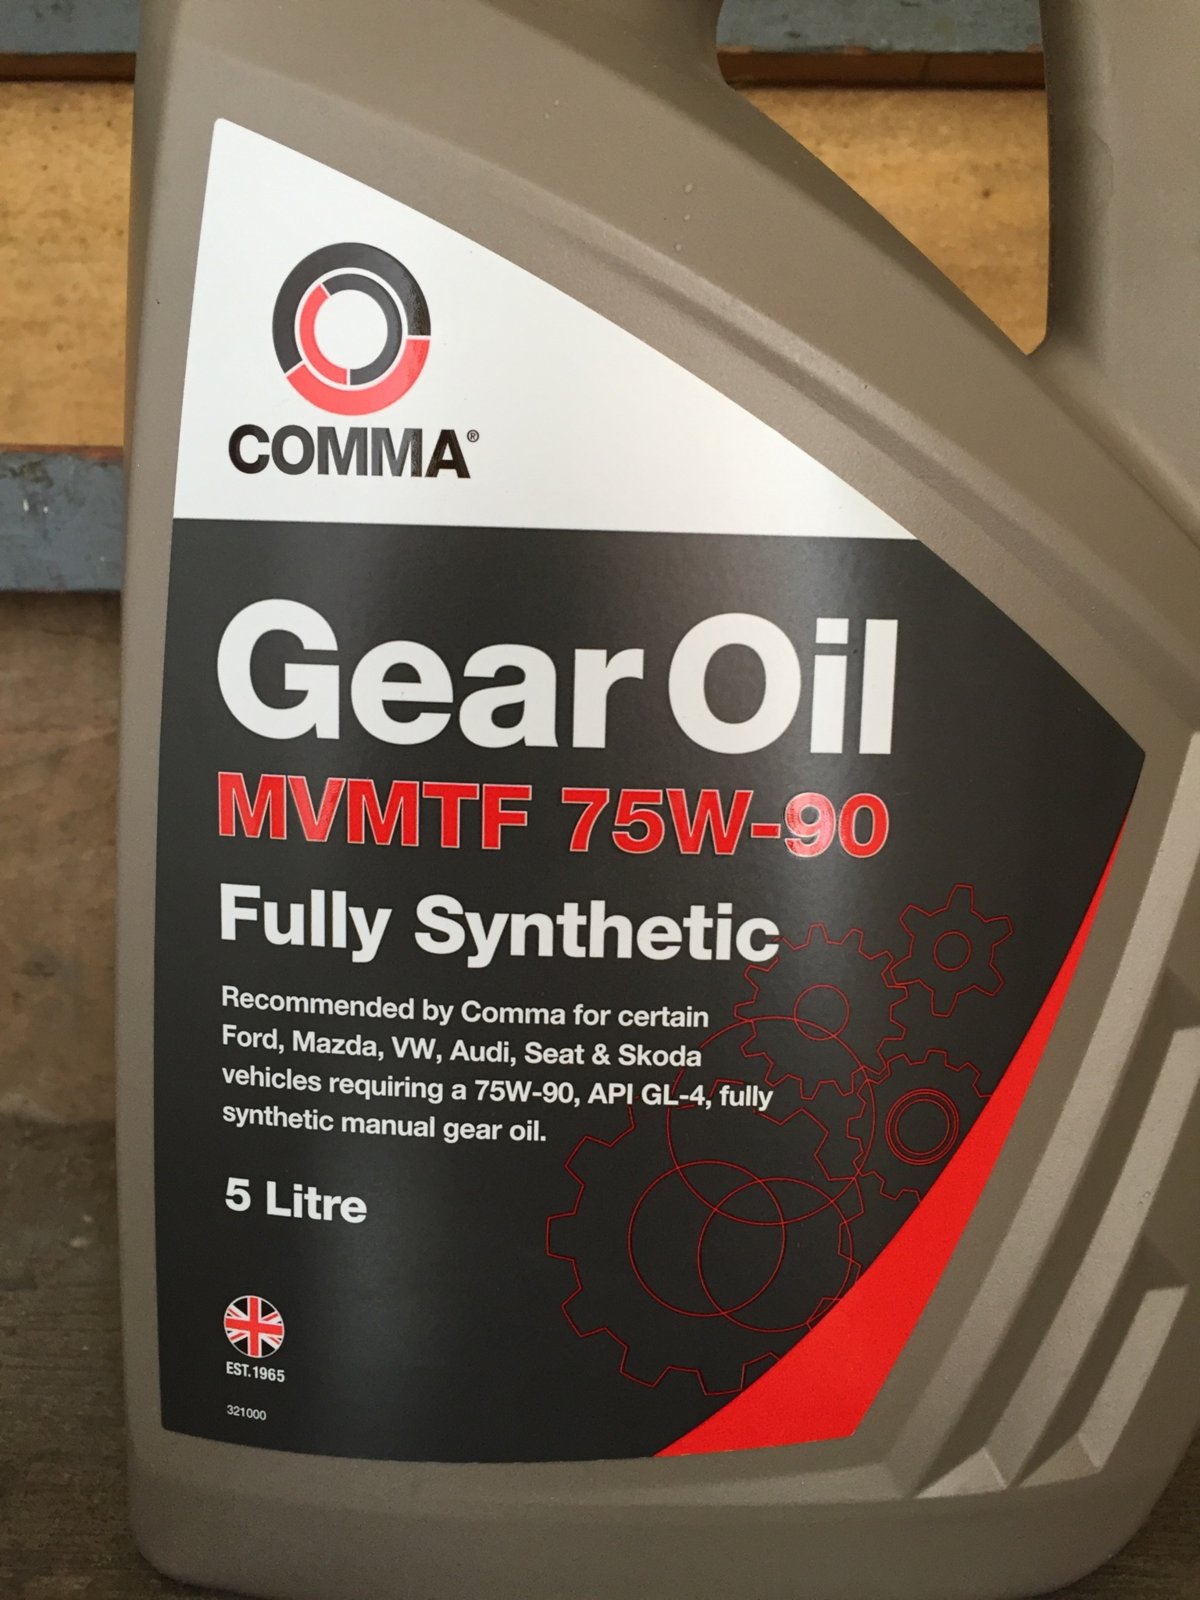 COMMA®
Gear Oil
MVMTF 75W-90
Fully Synthetic
Recommended by Comma for certain
Ford, Mazda, VW, Audi, Seat & Skoda
vehicles requiring a 75W-90, API GL-4, fully
synthetic manual gear oil.
5 Litre
EST.1965
321000